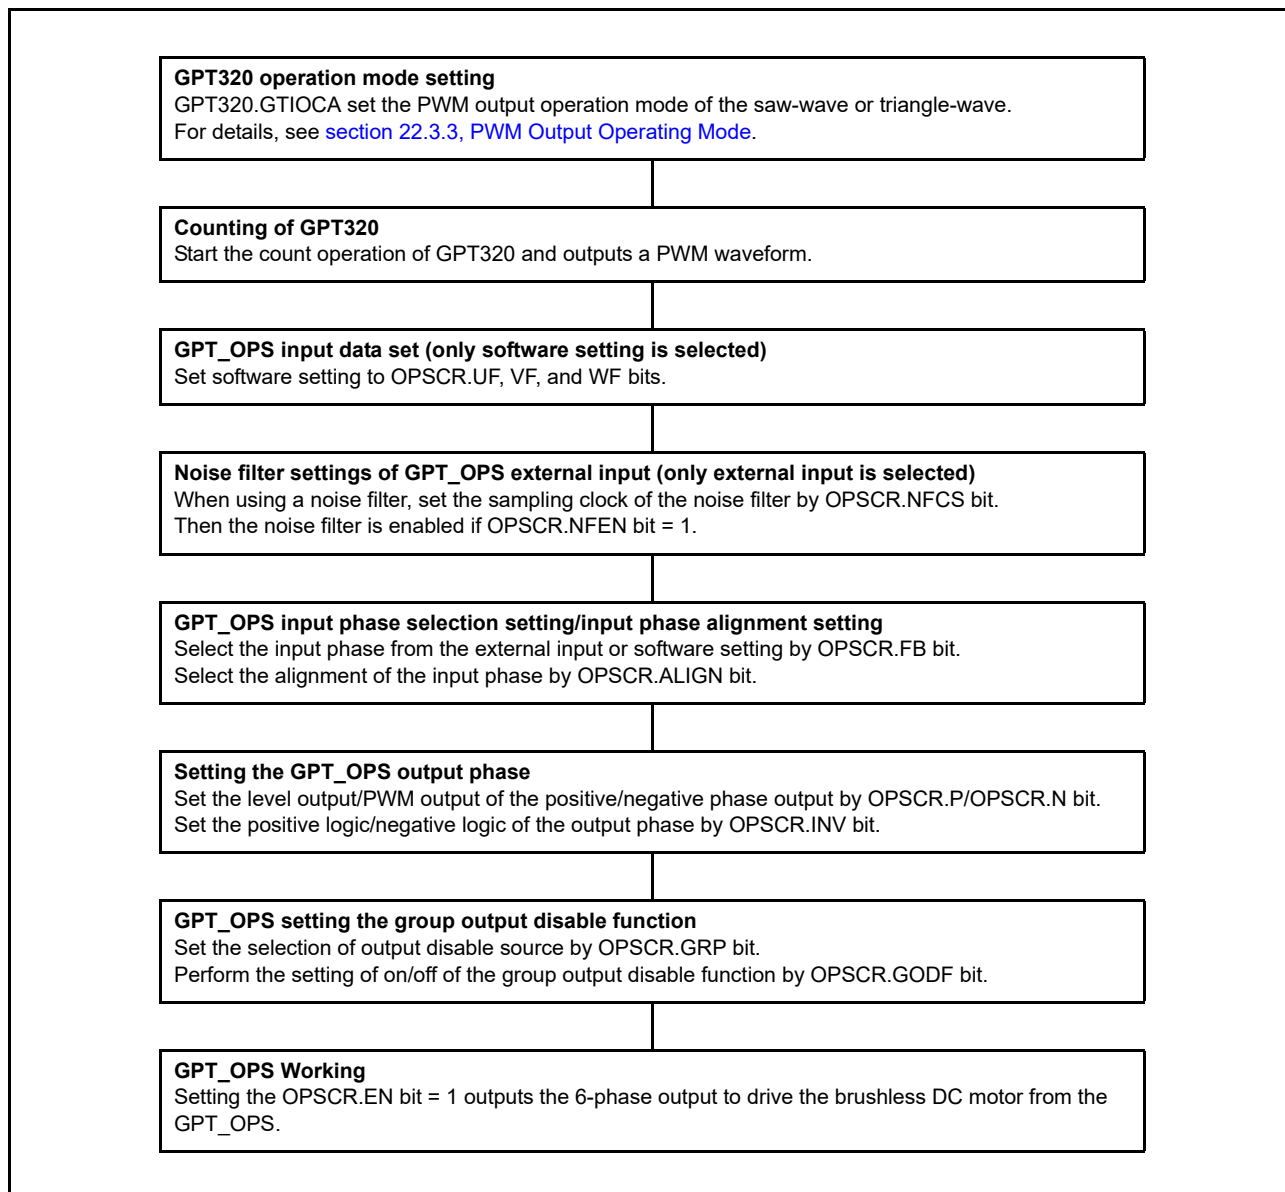 GPT320 operation mode setting
GPT320.GTIOCA set the PWM output operation mode of the saw-wave or triangle-wave.
For details, see section 22.3.3, PWM Output Operating Mode.
Counting of GPT320
Start the count operation of GPT320 and outputs a PWM waveform.
GPT_OPS input data set (only software setting is selected)
Set software setting to OPSCR.UF, VF, and WF bits.
Noise filter settings of GPT_OPS external input (only external input is selected)
When using a noise filter, set the sampling clock of the noise filter by OPSCR.NFCS bit.
Then the noise filter is enabled if OPSCR.NFEN bit = 1.
GPT_OPS input phase selection setting/input phase alignment setting
Select the input phase from the external input or software setting by OPSCR.FB bit.
Select the alignment of the input phase by OPSCR.ALIGN bit.
Setting the GPT_OPS output phase
Set the level output/PWM output of the positive/negative phase output by OPSCR.P/OPSCR.N bit.
Set the positive logic/negative logic of the output phase by OPSCR.INV bit.
GPT_OPS setting the group output disable function
Set the selection of output disable source by OPSCR.GRP bit.
Perform the setting of on/off of the group output disable function by OPSCR.GODF bit.
GPT_OPS Working
Setting the OPSCR.EN bit = 1 outputs the 6-phase output to drive the brushless DC motor from the
GPT_OPS.